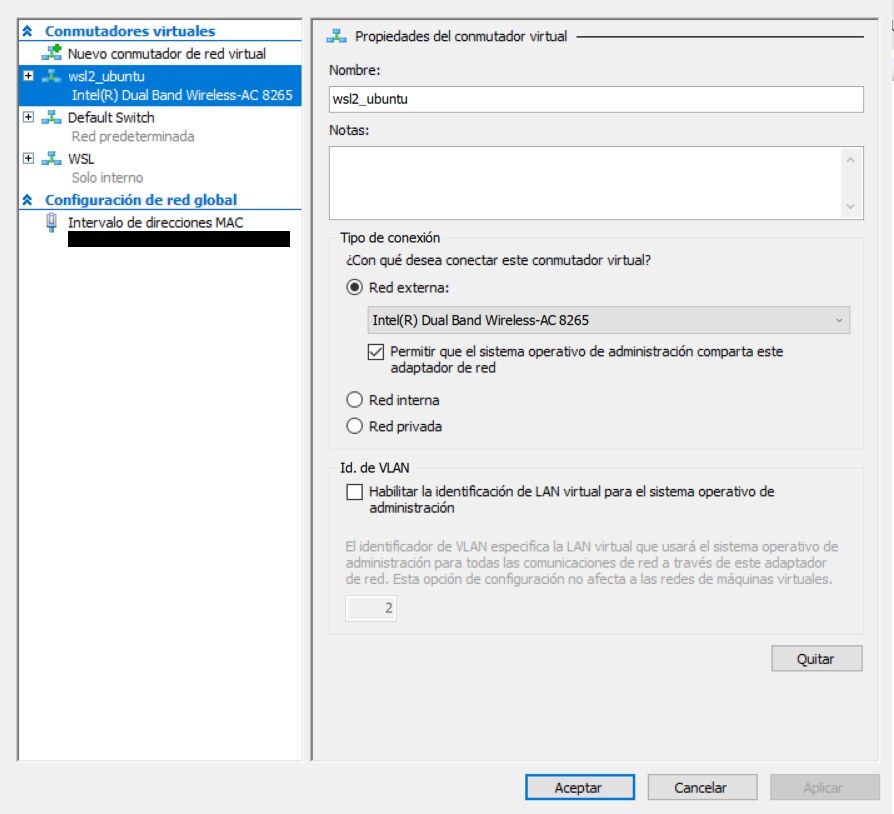 Conmutadores virtuales
Nuevo conmutador de red virtual
wsl2_ubuntu
Intel(R) Dual Band Wireless-AC 8265
Default Switch
Red predeterminada
WSL
Solo interno
Configuración de red global
Intervalo de direcciones MAC
Propiedades del conmutador virtual
Nombre:
wsl2_ubuntu
Notas:
Tipo de conexión
¿Con qué desea conectar este conmutador virtual?
Red externa:
Intel(R) Dual Band Wireless-AC 8265
Permitir que el sistema operativo de administración comparta este
adaptador de red
Red interna
Red privada
Id. de VLAN
Habilitar la identificación de LAN virtual para el sistema operativo de
administración
El identificador de VLAN especifica la LAN virtual que usará el sistema operativo de
administración para todas las comunicaciones de red a través de este adaptador
de red. Esta opción de configuración no afecta a las redes de máquinas virtuales.
2
Quitar
Aceptar
Cancelar
Aplicar